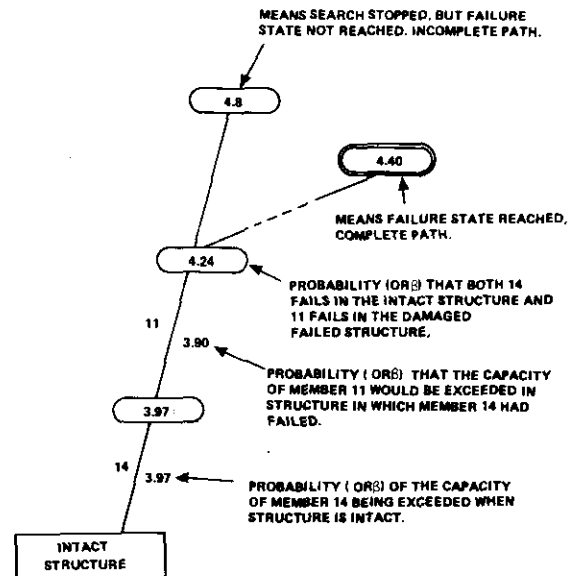 MEANS SEARCH STOPPED, BUT FAILURE
STATE NOT REACHED. INCOMPLETE PATH.
4.8
4.40
MEANS FAILURE STATE REACHED,
COMPLETE PATH.
4.24
PROBABILITY (ORβ) THAT BOTH 14
FAILS IN THE INTACT STRUCTURE AND
11 FAILS IN THE DAMAGED
FAILED STRUCTURE,
11
3.90
PROBABILITY ( ORβ) THAT THE CAPACITY
OF MEMBER 11 WOULD BE EXCEEDED IN
STRUCTURE IN WHICH MEMBER 14 HAD
FAILED.
3.97
14
3.97
PROBABILITY ( ORβ) OF THE CAPACITY
OF MEMBER 14 BEING EXCEEDED WHEN
STRUCTURE IS INTACT.
INTACT
STRUCTURE